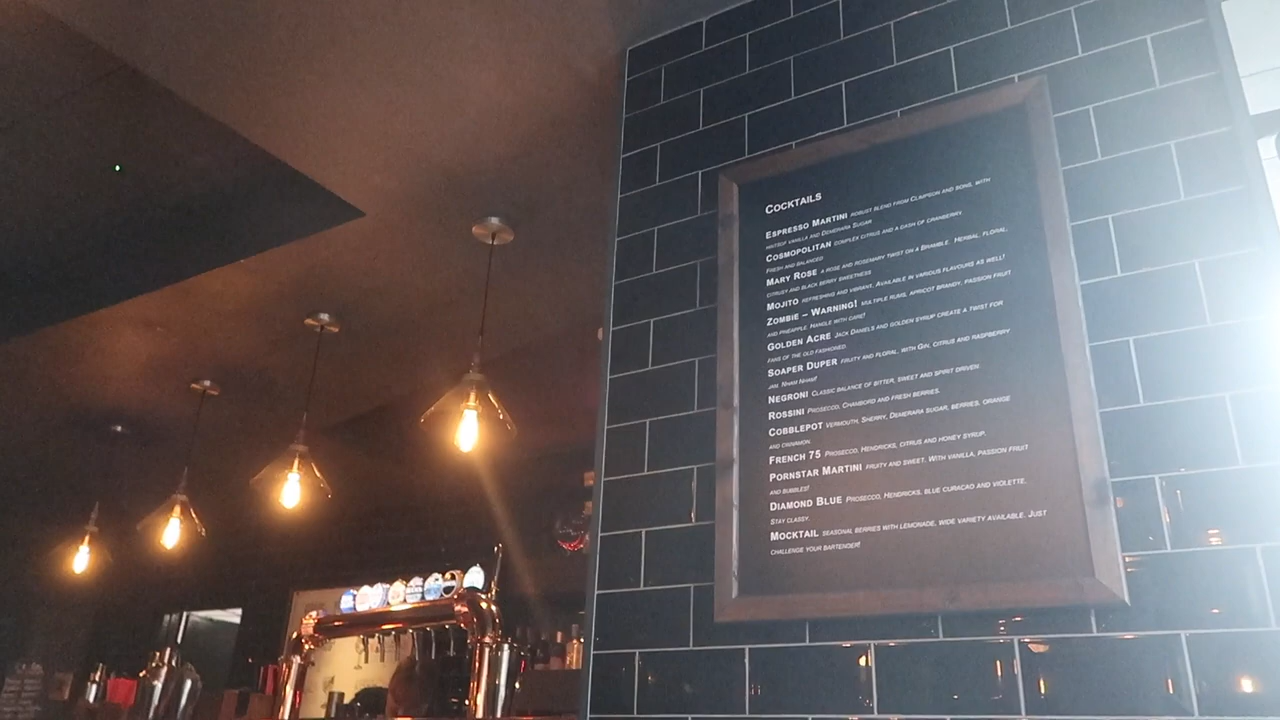 COCKTAILS
ESPRESSO MARTINI ROBUST BLEND FROM CLIMPSON AND SONS, WITH
HINTSOF VANILLA AND DEMERARA SUGAR
COSMOPOLITAN COMPLEX CITRUS AND A DASH OF CRANBERRY.
FRESH AND BALANCED
MARY ROSE A ROSE AND ROSEMARY TWIST ON A BRAMBLE. HERBAL, FLORAL,
CITRUSY AND BLACK BERRY SWEETNESS
MOJITO REFRESHING AND VIBRANT. AVAILABLE IN VARIOUS FLAVOURS AS WELL!
ZOMBIE – WARNING! MULTIPLE RUMS, APRICOT BRANDY, PASSION FRUIT
AND PINEAPPLE. HANDLE WITH CARE!
GOLDEN ACRE JACK DANIELS AND GOLDEN SYRUP CREATE A TWIST FOR
FANS OF THE OLD FASHIONED.
SOAPER DUPER FRUITY AND FLORAL, WITH GIN, CITRUS AND RASPBERRY
JAM. NHAM NHAM!
NEGRONI CLASSIC BALANCE OF BITTER, SWEET AND SPIRIT DRIVEN
ROSSINI PROSECCO, CHAMBORD AND FRESH BERRIES.
COBBLEPOT VERMOUTH, SHERRY, DEMERARA SUGAR, BERRIES, ORANGE
AND CINNAMON.
FRENCH 75 PROSECCO, HENDRICKS, CITRUS AND HONEY SYRUP.
PORNSTAR MARTINI FRUITY AND SWEET. WITH VANILLA, PASSION FRUIT
AND BUBBLES!
DIAMOND BLUE PROSECCO, HENDRICKS, BLUE CURACAO AND VIOLETTE.
STAY CLASSY.
MOCKTAIL SEASONAL BERRIES WITH LEMONADE, WIDE VARIETY AVAILABLE. JUST
CHALLENGE YOUR BARTENDER!